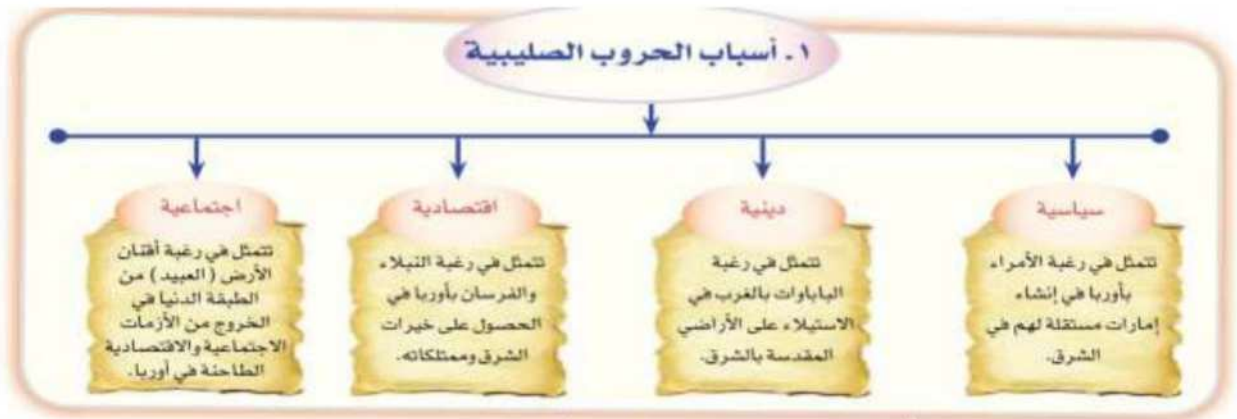 ١. أسباب الحروب الصليبية
سياسية
تتمثل في رغبة الأمراء
بأوربا في إنشاء
إمارات مستقلة لهم في
الشرق.
دينية
تتمثل في رغبة
الباباوات بالغرب في
الاستيلاء على الأراضي
المقدسة بالشرق.
اقتصادية
تتمثل في رغبة النبلاء
والفرسان بأوربا في
الحصول على خيرات
الشرق وممتلكاته.
اجتماعية
تتمثل في رغبة أقنان
الأرض (العبيد) من
الطبقة الدنيا في
الخروج من الأزمات
الاجتماعية والاقتصادية
الطاحنة في أوربا.